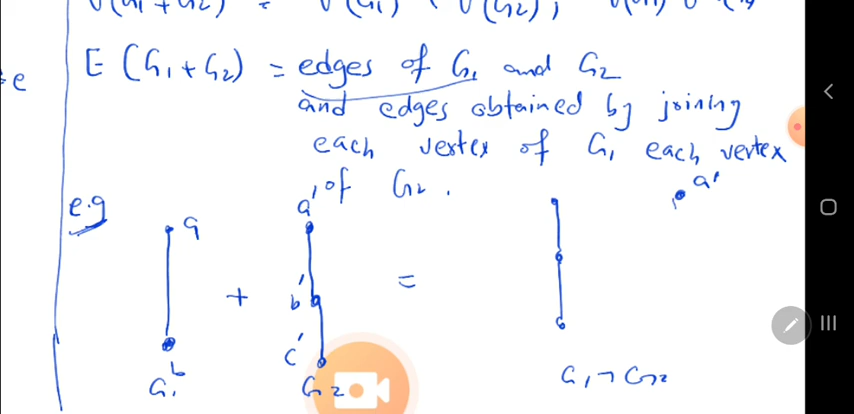 E (G1 + G2) = edges of G1 and G2
e
and edges obtained by joining
each vertex of G1 each vertex
of G2 .
e.g a a' a'
+ b' =
c'
b
G1 G2 G1 + G2